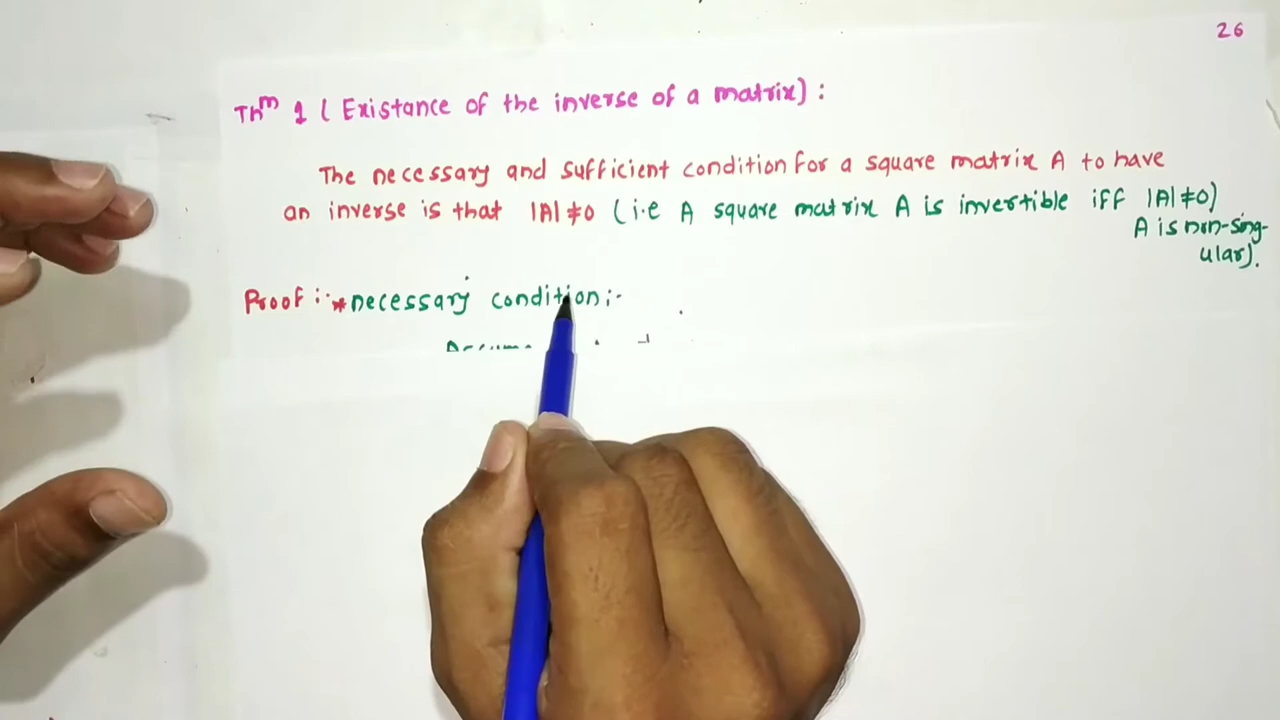 26
Thm 1 ( Existance of the inverse of a matrix) :
The necessary and sufficient condition for a square matrix A to have
an inverse is that |A| ≠ 0 (i.e A square matrix A is invertible iff |A| ≠ 0)
A is non-sing-
ular).
Proof :- *necessary condition :-